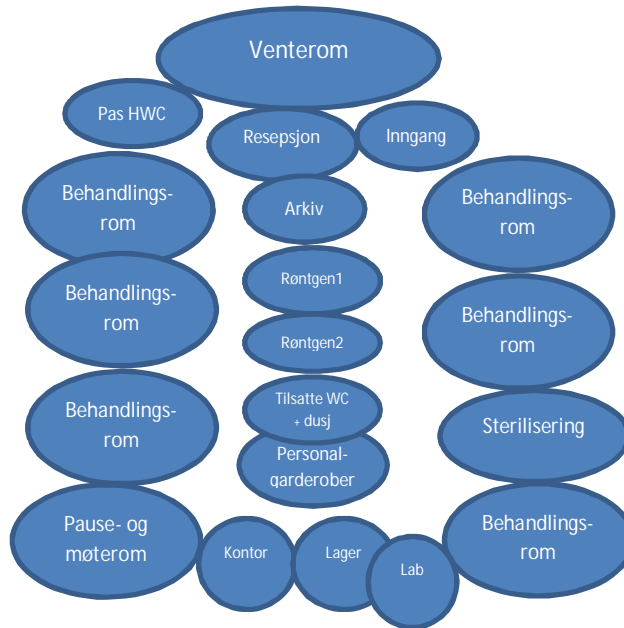 Venterom
Pas HWC
Resepsjon
Inngang
Behandlings-
rom
Arkiv
Behandlings-
rom
Behandlings-
rom
Røntgen1
Behandlings-
rom
Røntgen2
Behandlings-
rom
Tilsatte WC
+ dusj
Sterilisering
Personal-
garderober
Pause- og
møterom
Kontor
Lager
Lab
Behandlings-
rom